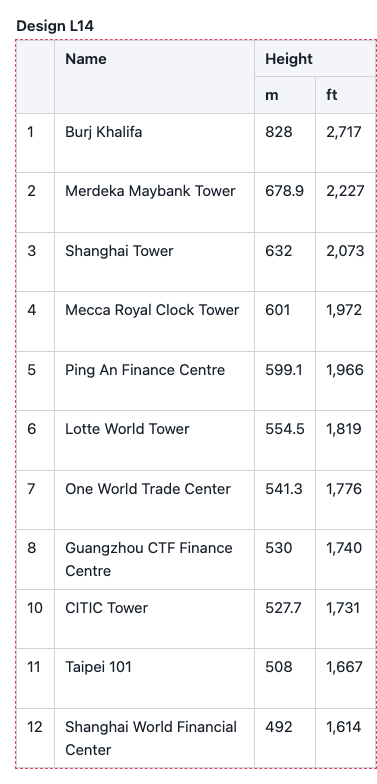 Design L14
Name Height
m ft
1 Burj Khalifa 828 2,717
2 Merdeka Maybank Tower 678.9 2,227
3 Shanghai Tower 632 2,073
4 Mecca Royal Clock Tower 601 1,972
5 Ping An Finance Centre 599.1 1,966
6 Lotte World Tower 554.5 1,819
7 One World Trade Center 541.3 1,776
8 Guangzhou CTF Finance 530 1,740
Centre
10 CITIC Tower 527.7 1,731
11 Taipei 101 508 1,667
12 Shanghai World Financial 492 1,614
Center